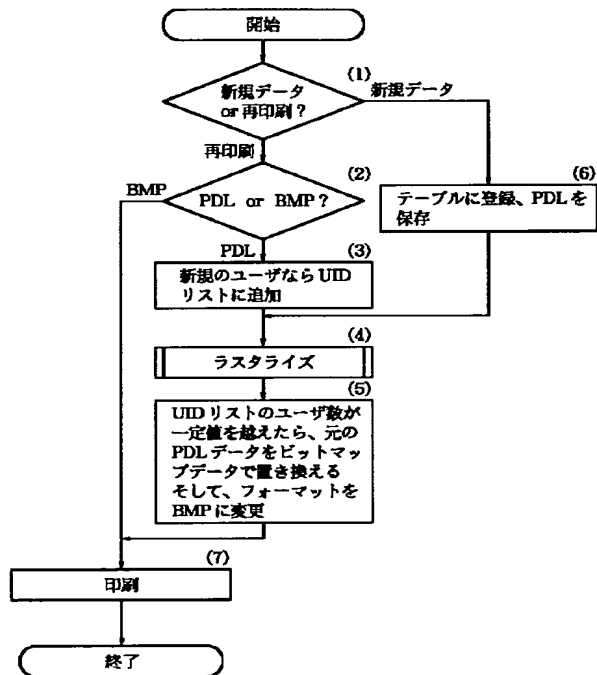 開始
(1)
新規データ
or 再印刷?
新規データ
再印刷
(2)
BMP
PDL or BMP?
(6)
テーブルに登録、PDLを
保存
PDL
(3)
新規のユーザなら UID
リストに追加
(4)
ラスタライズ
(5)
UIDリストのユーザ数が
一定値を越えたら、元の
PDLデータをビットマッ
プデータで置き換える
そして、フォーマットを
BMPに変更
(7)
印刷
終了